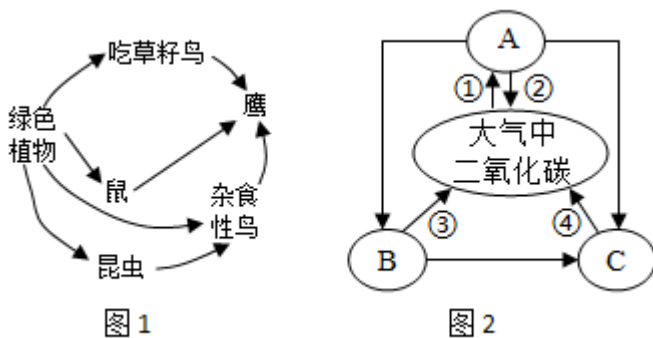 吃草籽鸟
鹰
绿色
植物
鼠
杂食
性鸟
昆虫
图1
A
①
②
大气中
二氧化碳
③
④
B
C
图2